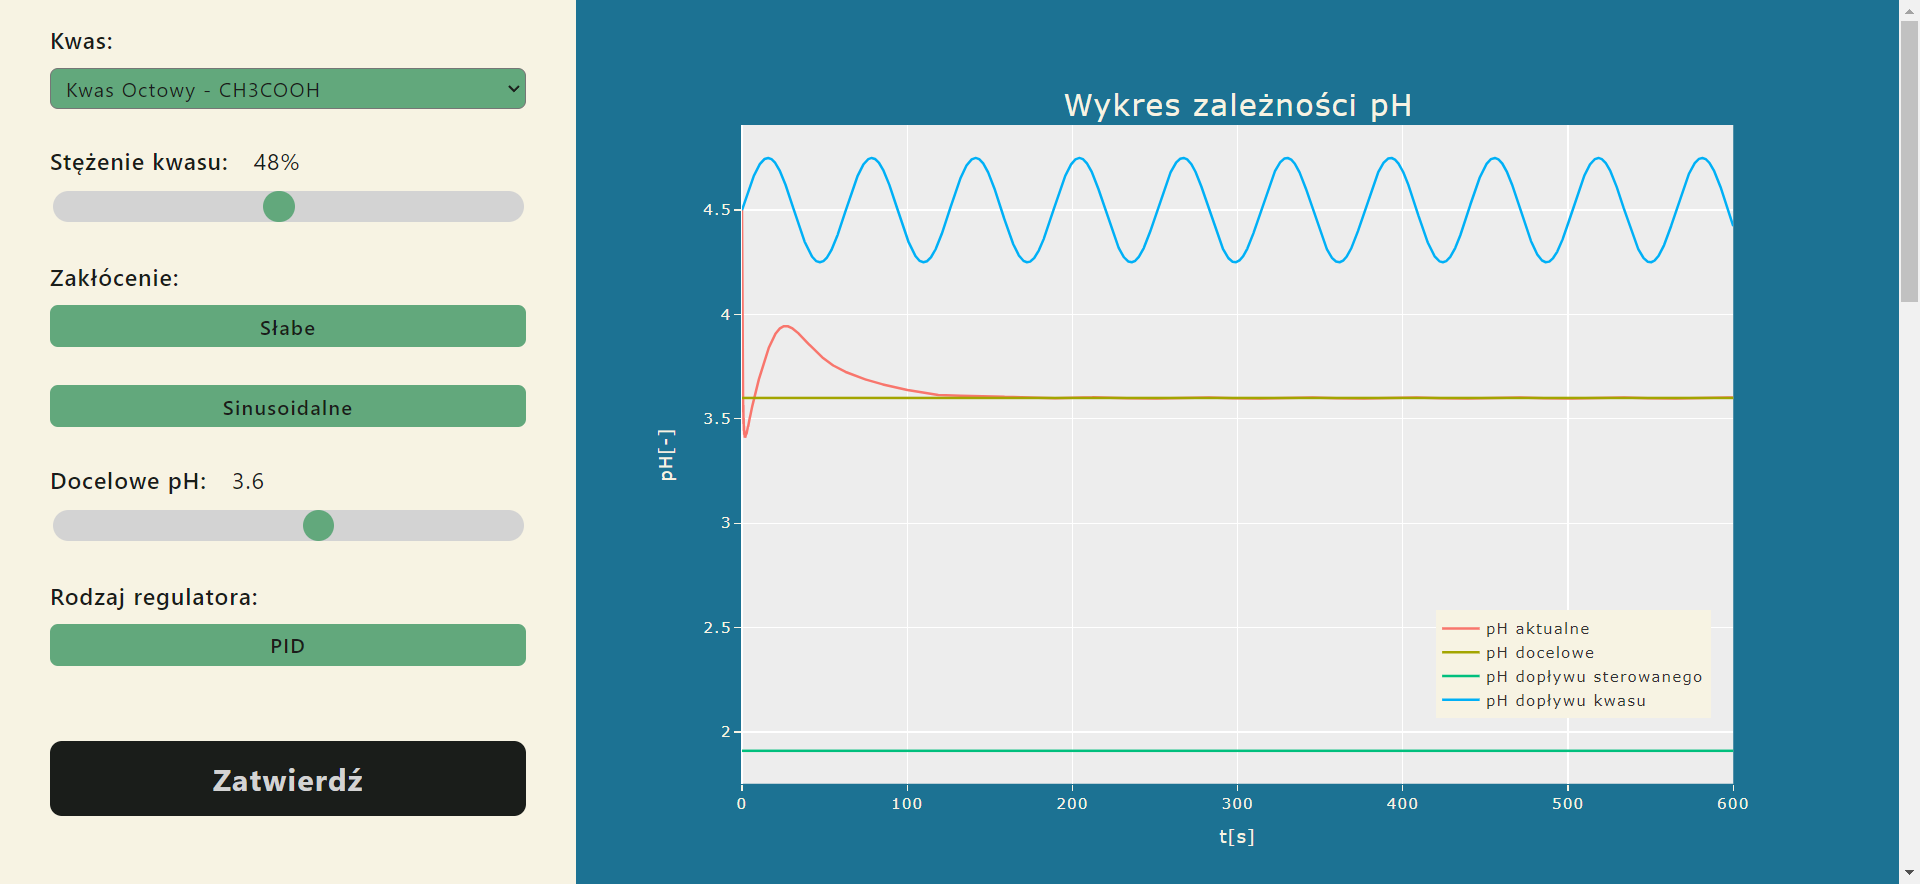 Kwas:
Kwas Octowy - CH3COOH
Stężenie kwasu: 48%
Zakłócenie:
Słabe
Sinusoidalne
Docelowe pH: 3.6
Rodzaj regulatora:
PID
Zatwierdź
Wykres zależności pH
4.5
4
3.5
3
2.5
2
pH[-]
0 100 200 300 400 500 600
t[s]
pH aktualne
pH docelowe
pH dopływu sterowanego
pH dopływu kwasu